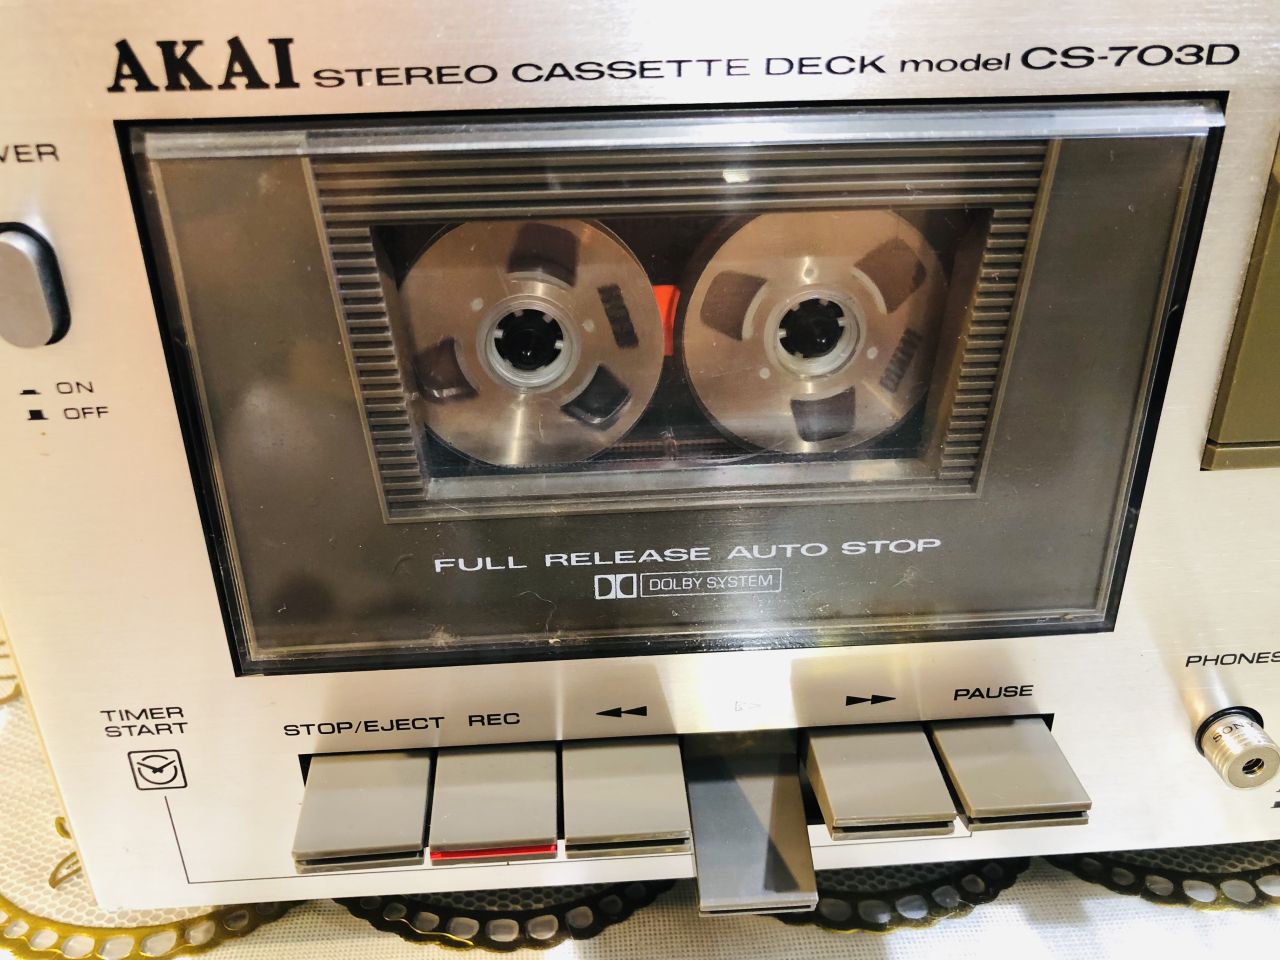 AKAI STEREO CASSETTE DECK model CS-703D
ON
OFF
FULL RELEASE AUTO STOP
DOLBY SYSTEM
TIMER
START
STOP/EJECT REC PAUSE
PHONES
SONY